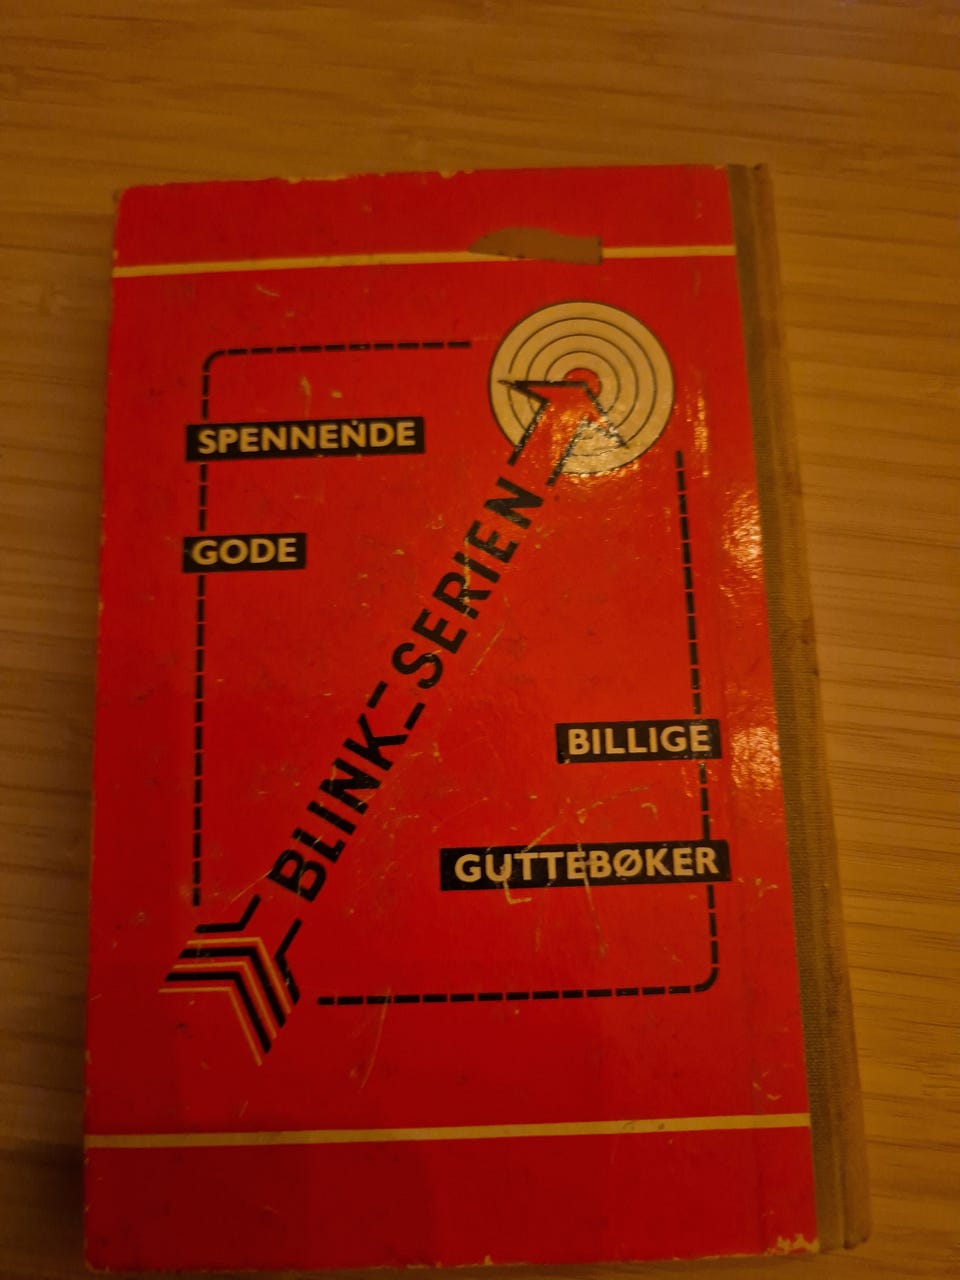 SPENNENDE
GODE
BLINK-SERIEN
BILLIGE
GUTTEBØKER